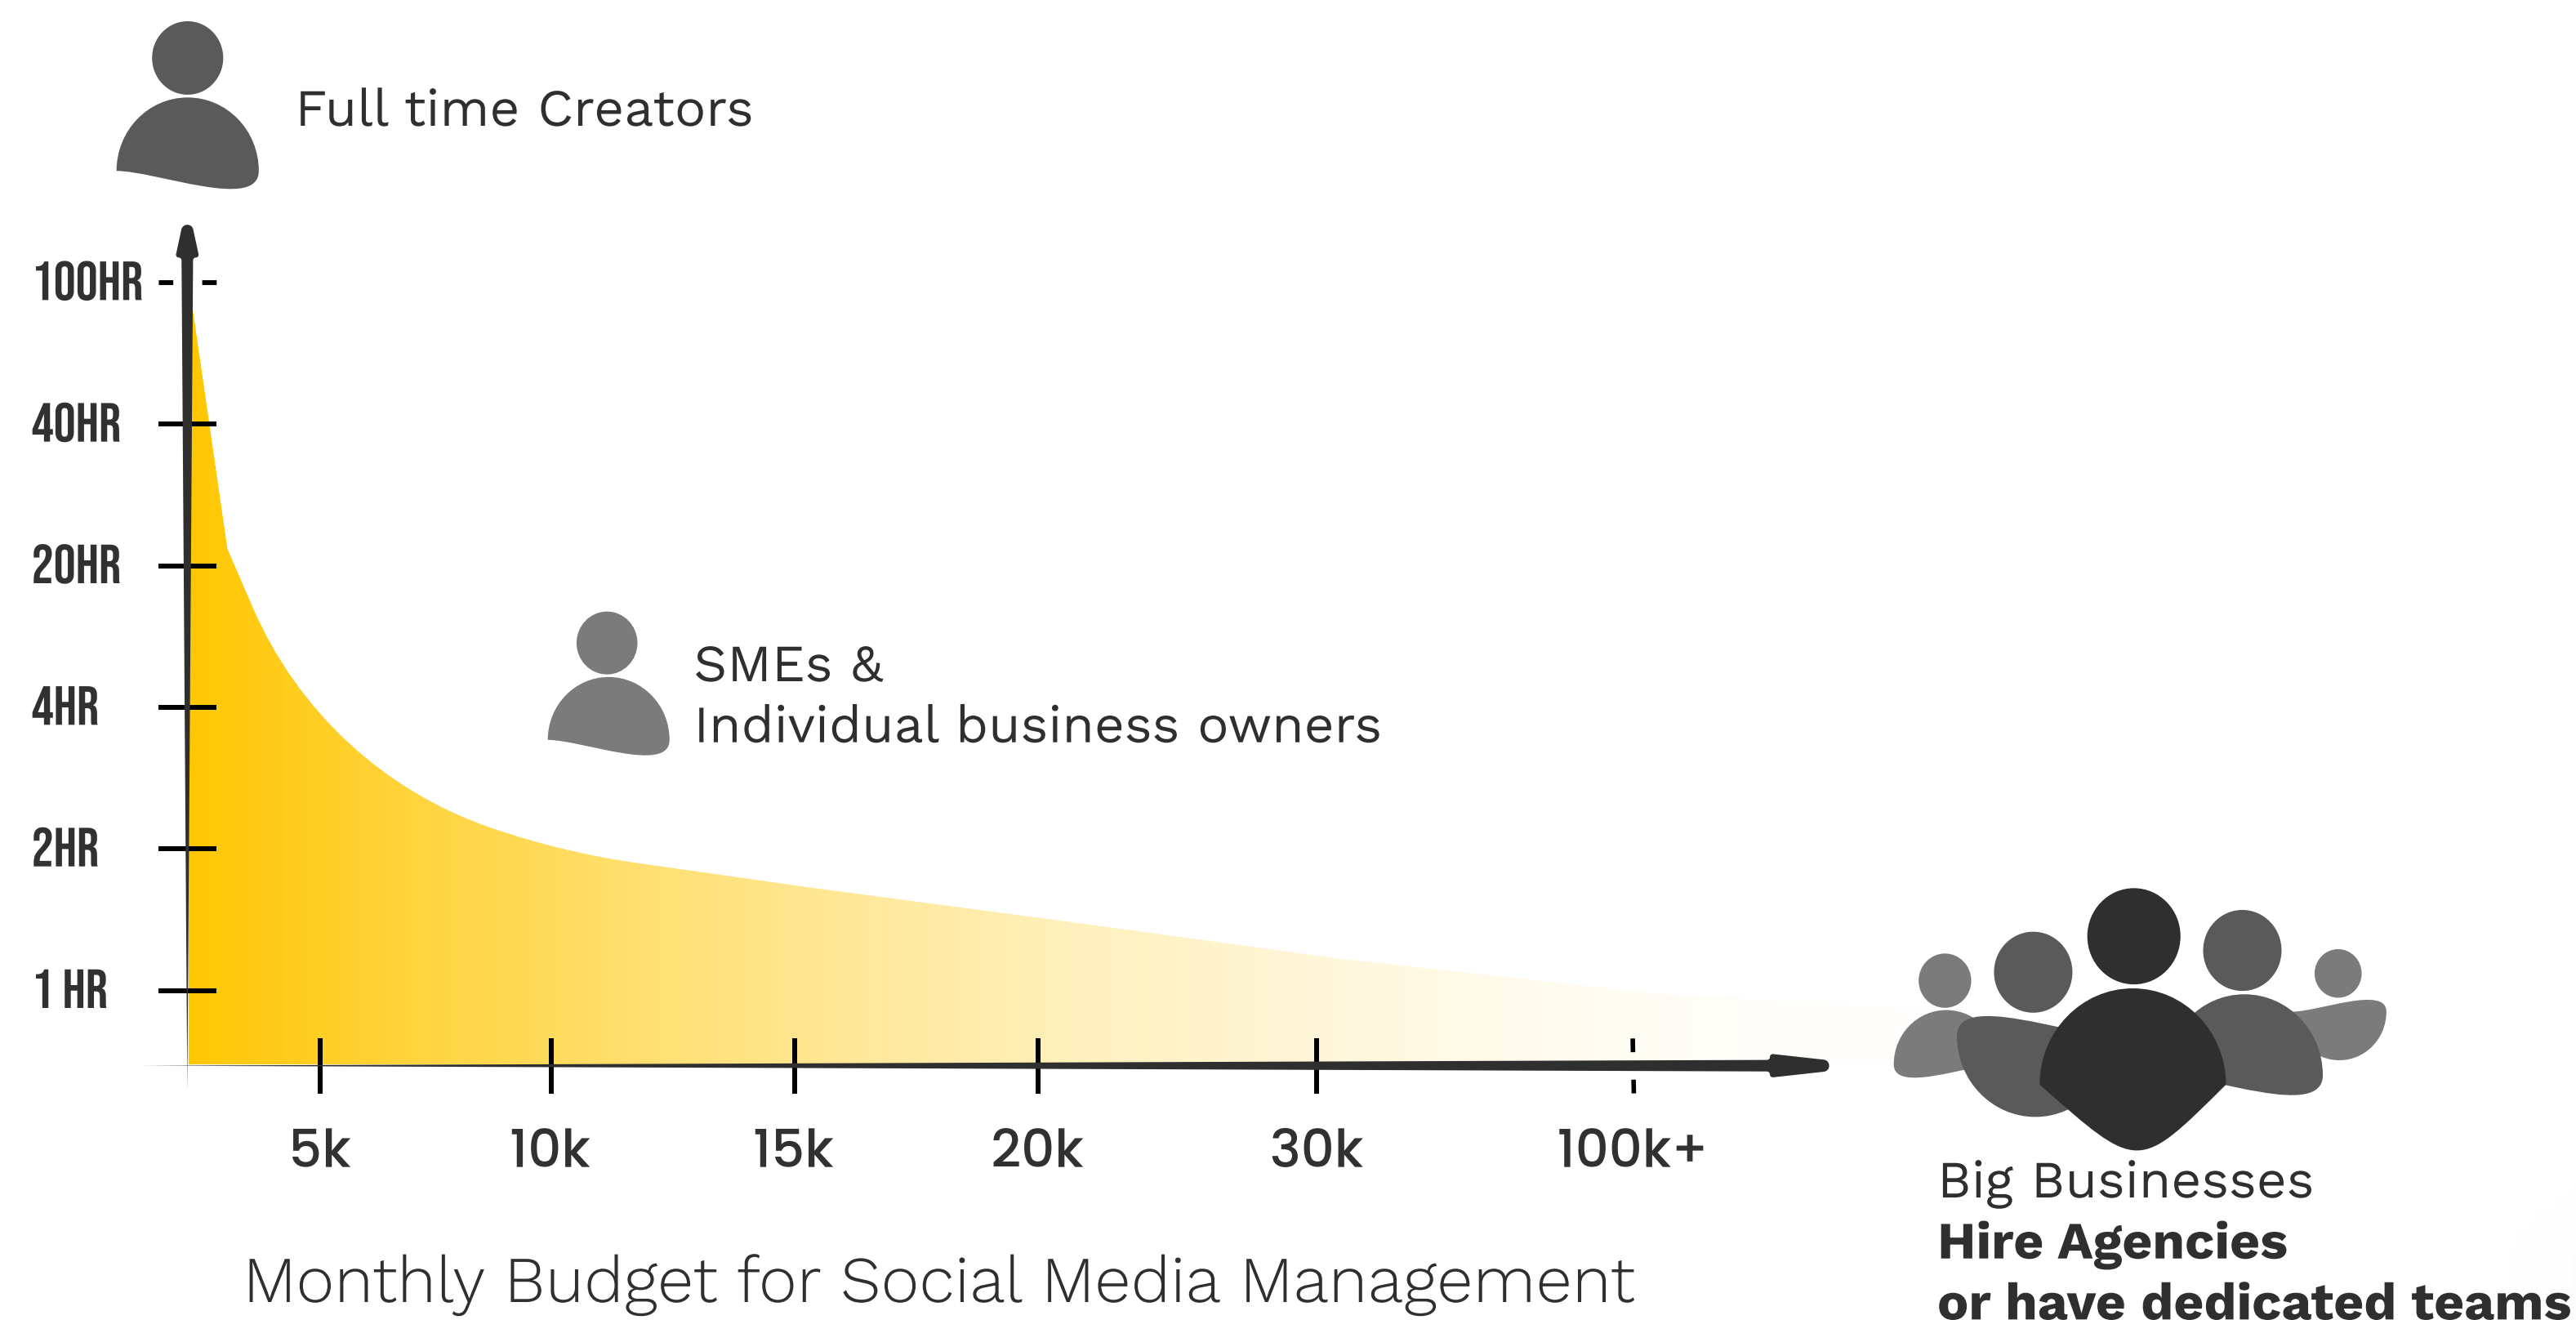 Full time Creators
100HR
40HR
20HR
4HR
2HR
1 HR
SMEs &
Individual business owners
5k
10k
15k
20k
30k
100k+
Monthly Budget for Social Media Management
Big Businesses
Hire Agencies
or have dedicated teams